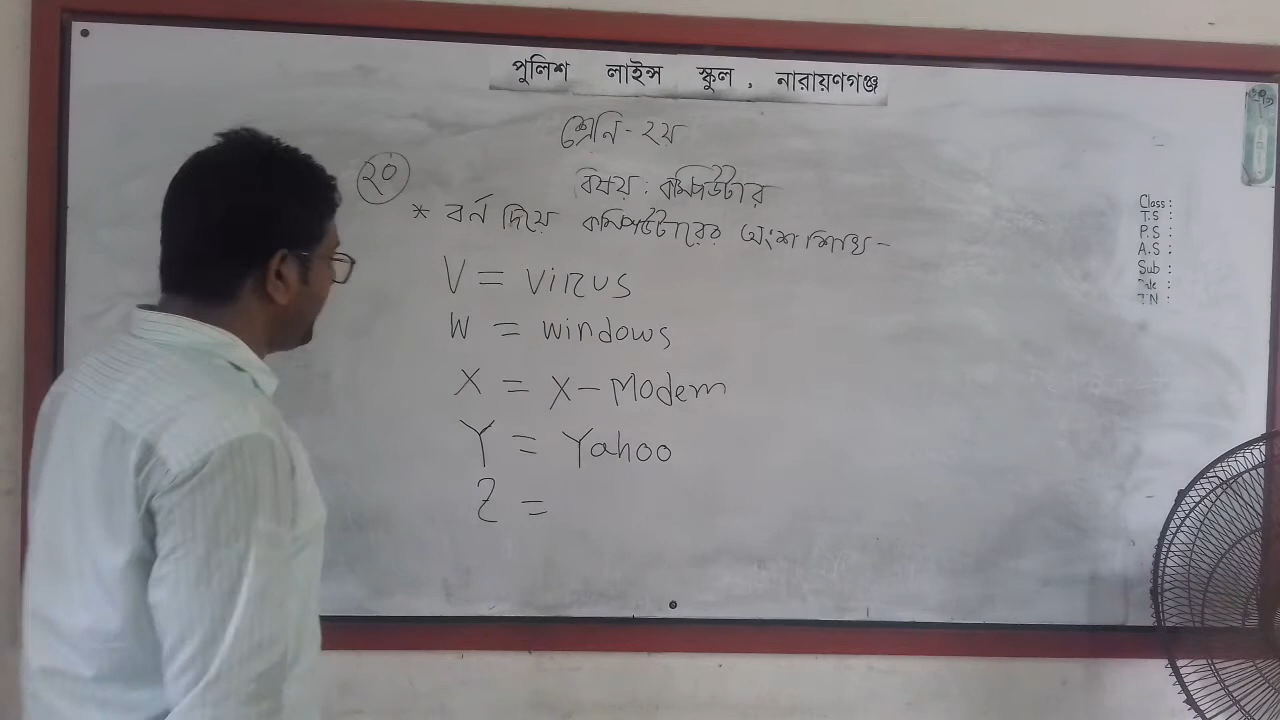 পুলিশ লাইন্স স্কুল , নারায়ণগঞ্জ
শ্রেনি - ২য়
২০
বিষয় : কম্পিউটার
* বর্ন দিয়ে কম্পিউটারের অংশ শিখি -
V = Virus
W = Windows
X = X-Modem
Y = Yahoo
Z =
Class :
T.S :
P.S :
A.S :
Sub :